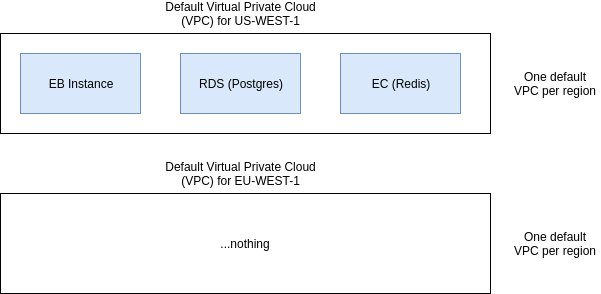 Default Virtual Private Cloud
(VPC) for US-WEST-1
EB Instance
RDS (Postgres)
EC (Redis)
One default
VPC per region
Default Virtual Private Cloud
(VPC) for EU-WEST-1
...nothing
One default
VPC per region